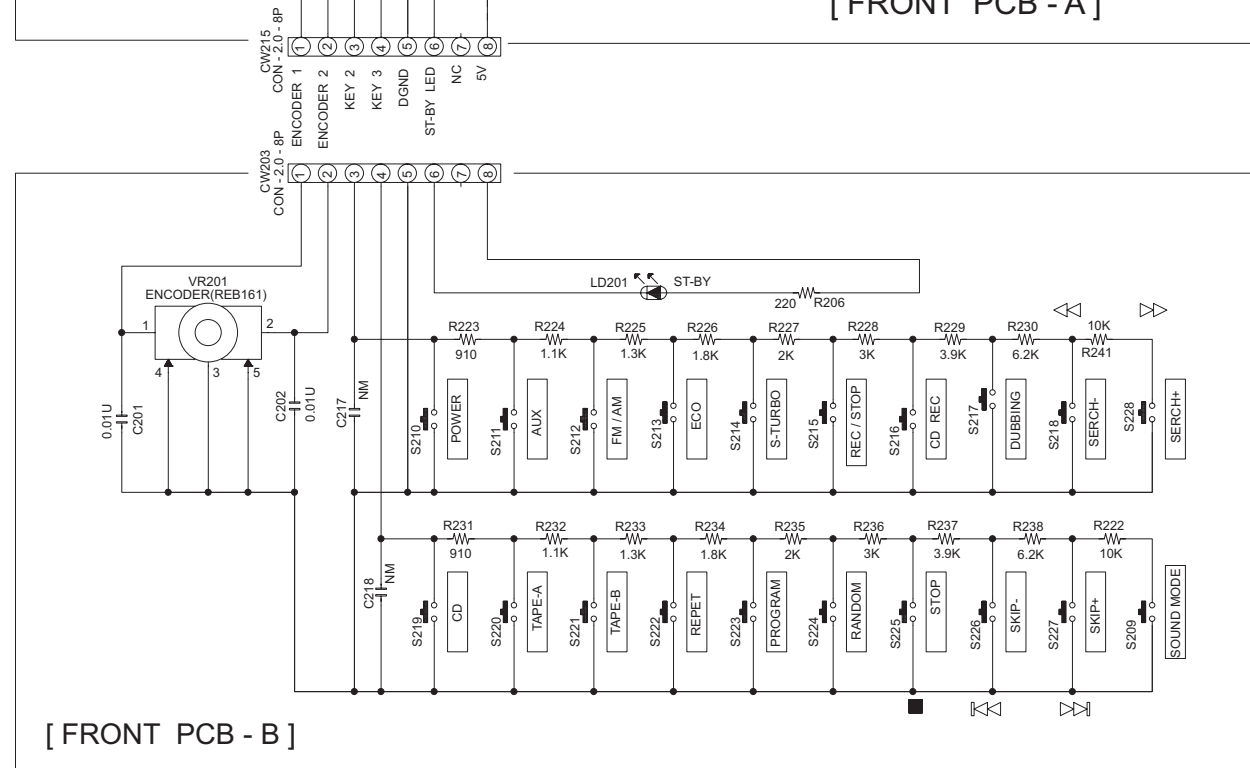 [ FRONT PCB - A ]
CW215
CON - 2.0 - 8P
1 2 3 4 5 6 7 8
ENCODER 1
ENCODER 2
KEY 2
KEY 3
DGND
ST-BY LED
NC
5V
CW203
CON - 2.0 - 8P
1 2 3 4 5 6 7 8
VR201
ENCODER(REB161)
1 2
4 3 5
LD201 ST-BY
220 R206
0.01U
C201
C202
0.01U
C217
NM
R223 R224 R225 R226 R227 R228 R229 R230 10K
910 1.1K 1.3K 1.8K 2K 3K 3.9K 6.2K R241
S210 POWER
S211 AUX
S212 FM / AM
S213 ECO
S214 S-TURBO
S215 REC / STOP
S216 CD REC
S217 DUBBING
S218 SERCH-
S228 SERCH+
C218
NM
R231 R232 R233 R234 R235 R236 R237 R238 R222
910 1.1K 1.3K 1.8K 2K 3K 3.9K 6.2K 10K
S219 CD
S220 TAPE-A
S221 TAPE-B
S222 REPET
S223 PROGRAM
S224 RANDOM
S225 STOP
S226 SKIP-
S227 SKIP+
S209 SOUND MODE
[ FRONT PCB - B ]